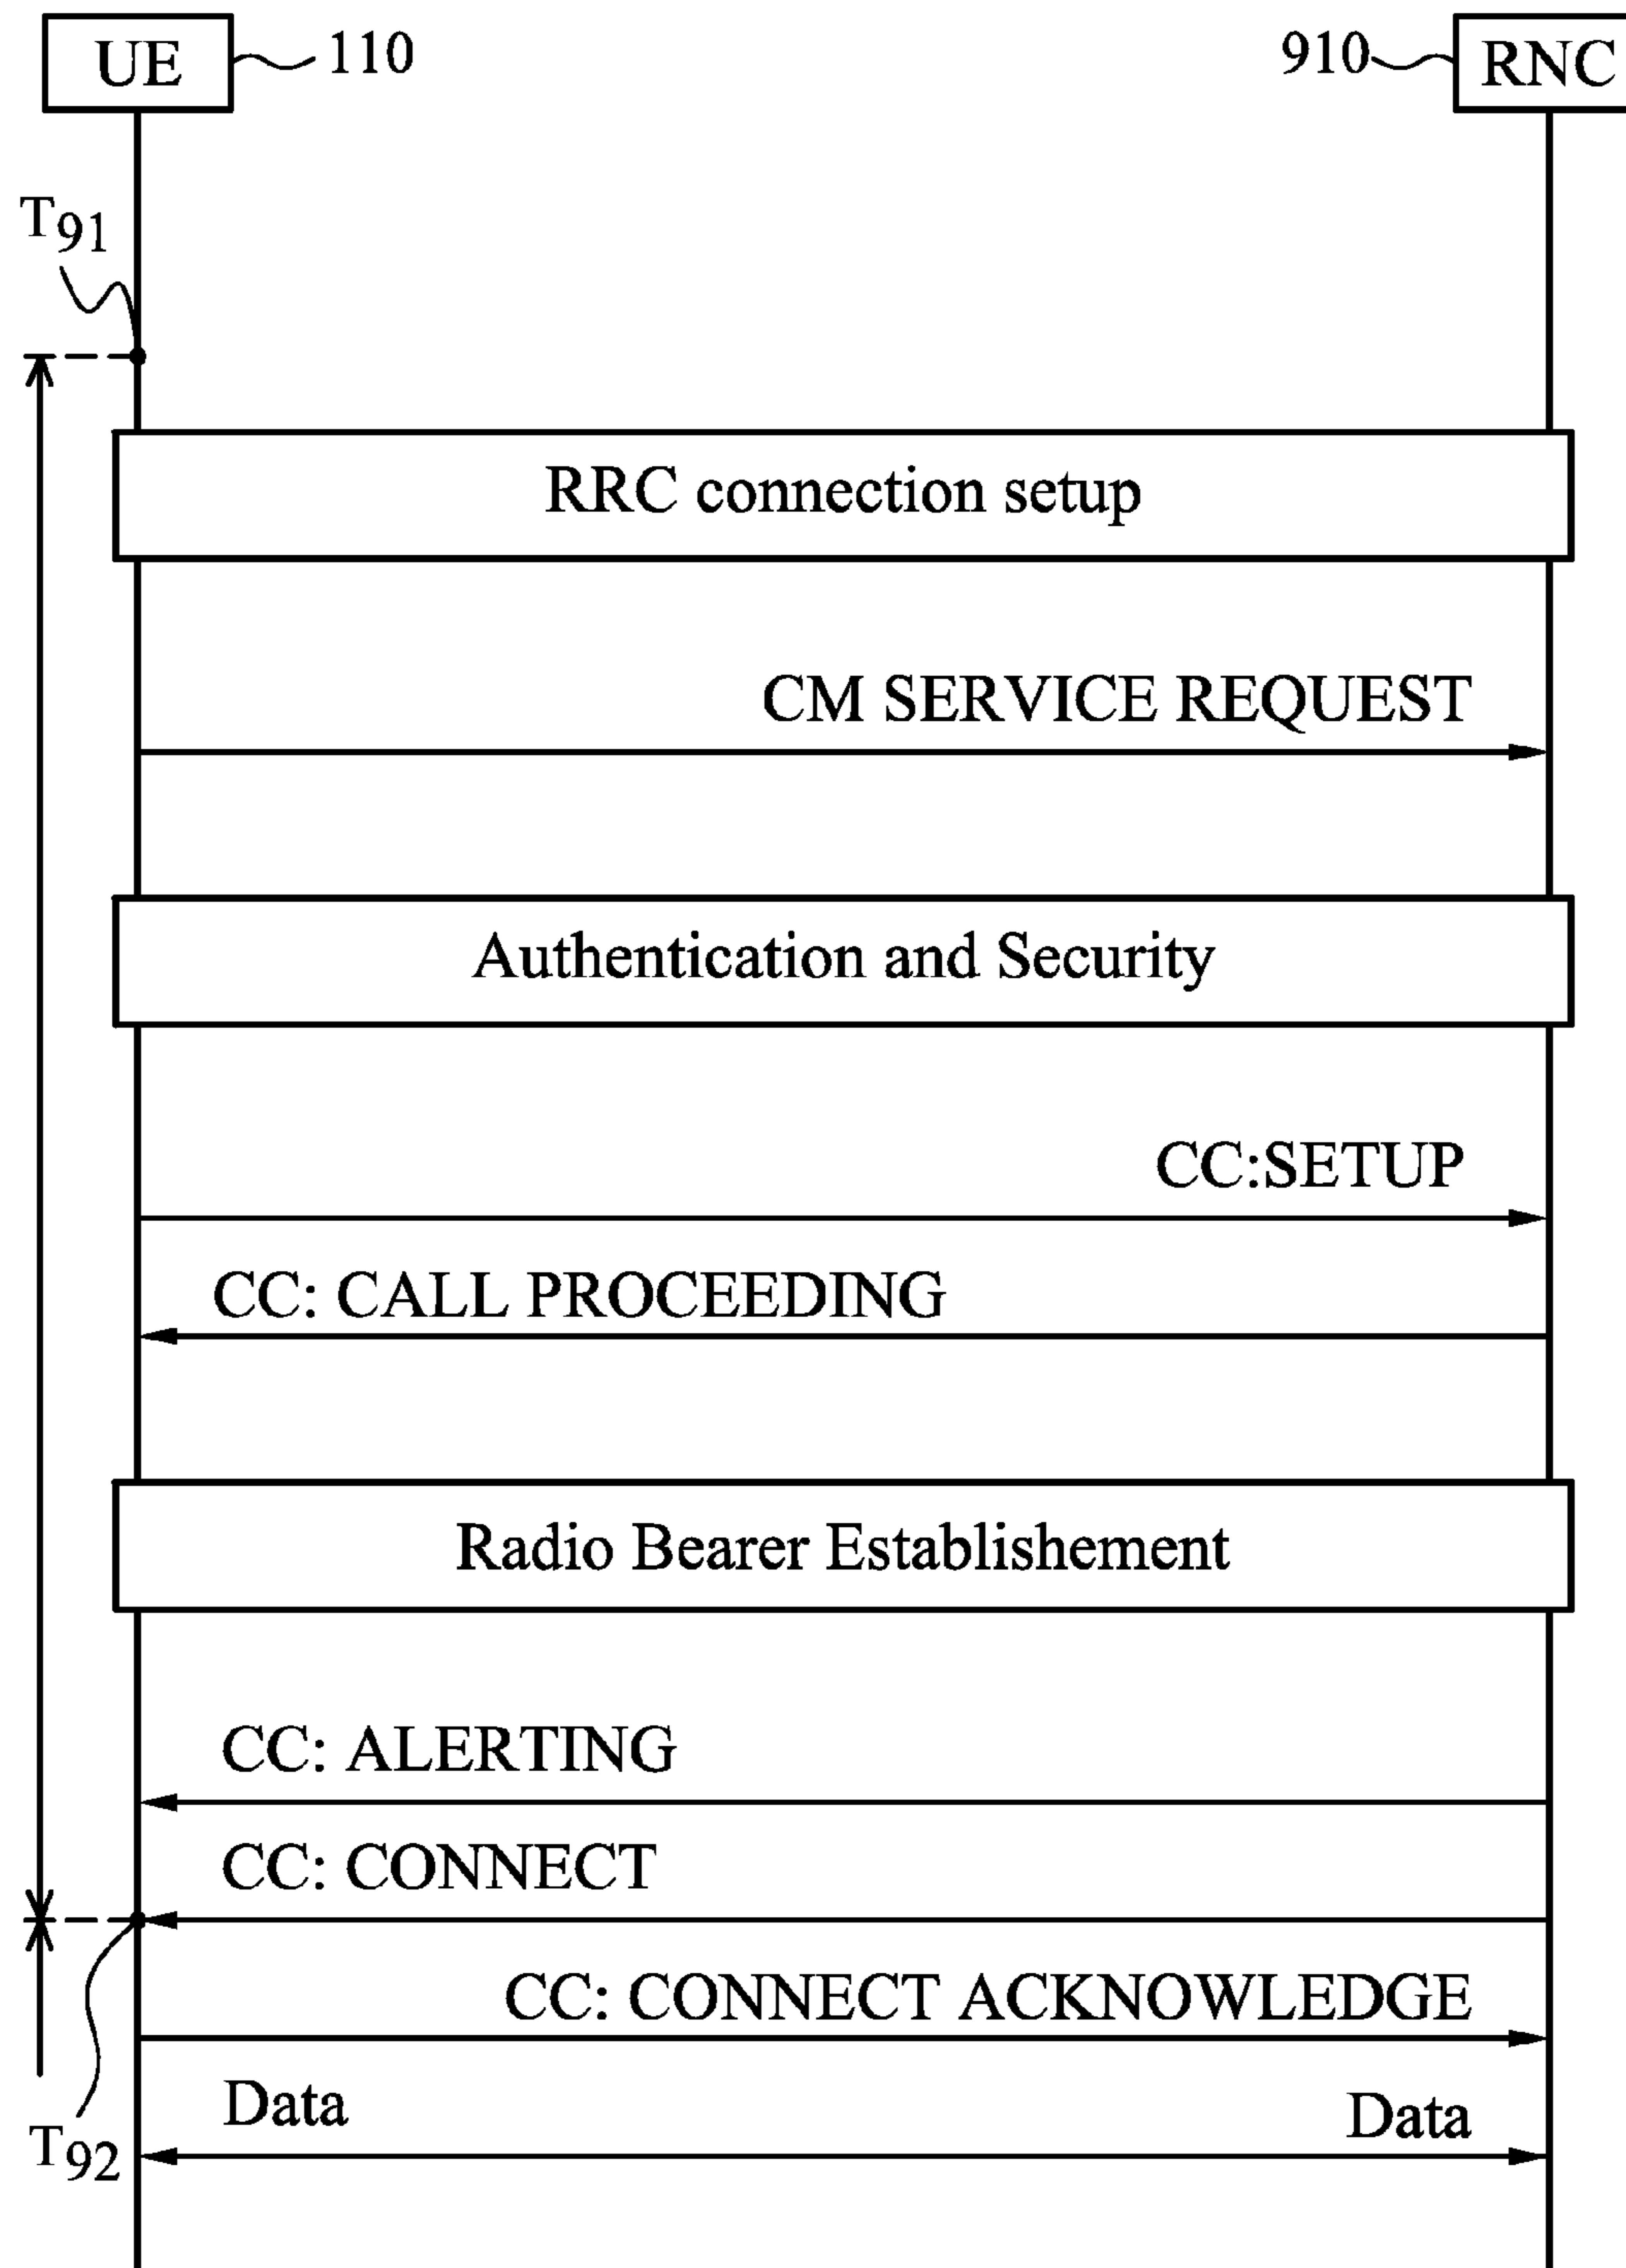 UE
110
910
RNC
T91
RRC connection setup
CM SERVICE REQUEST
Authentication and Security
CC:SETUP
CC: CALL PROCEEDING
Radio Bearer Establishement
CC: ALERTING
CC: CONNECT
CC: CONNECT ACKNOWLEDGE
Data
Data
T92